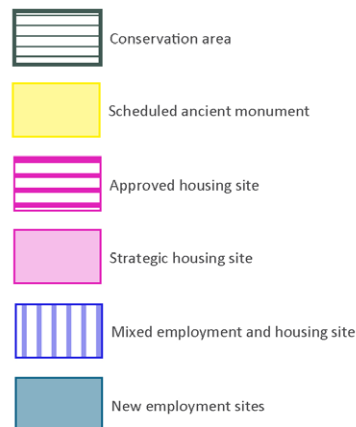 Conservation area
Scheduled ancient monument
Approved housing site
Strategic housing site
Mixed employment and housing site
New employment sites